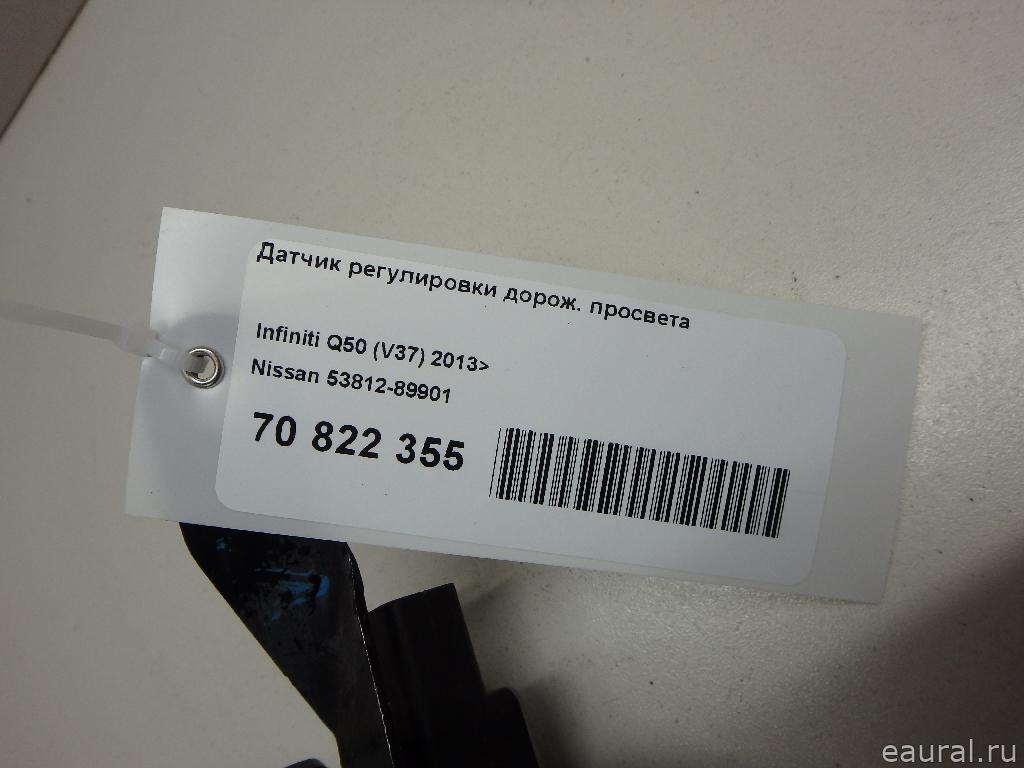 Датчик регулировки дорож. просвета
Infiniti Q50 (V37) 2013>
Nissan 53812-89901
70 822 355
eaural.ru